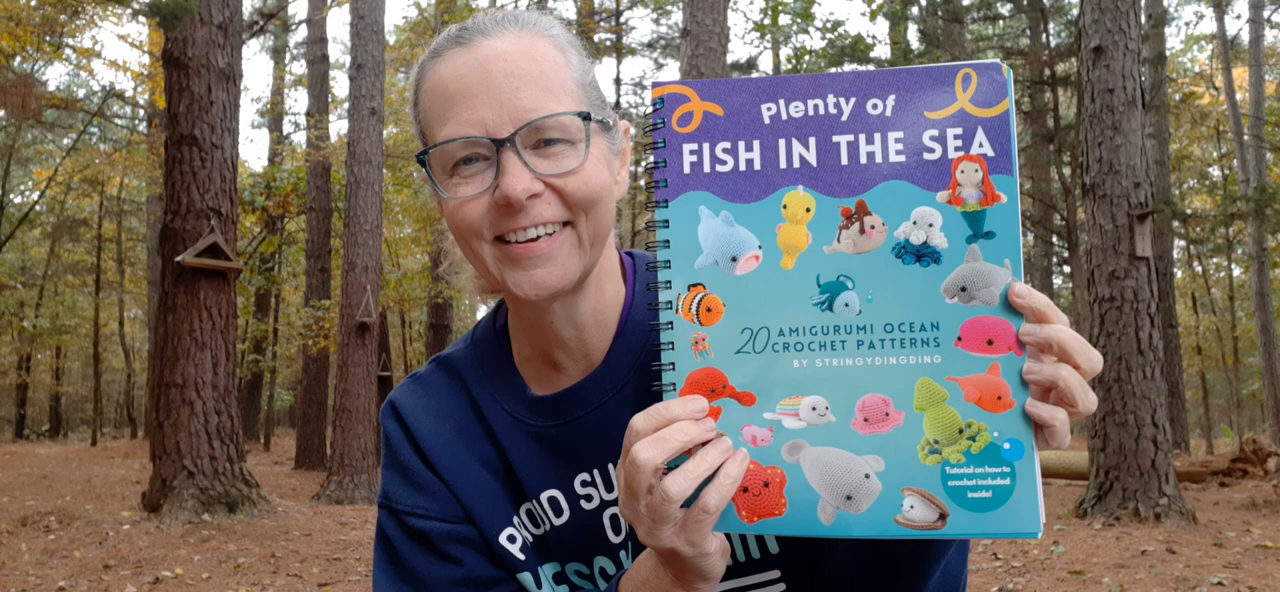 Plenty of
FISH IN THE SEA
20 AMIGURUMI OCEAN
CROCHET PATTERNS
BY STRINGYDINGDING
Tutorial on how to
crochet included
inside!
PROUD